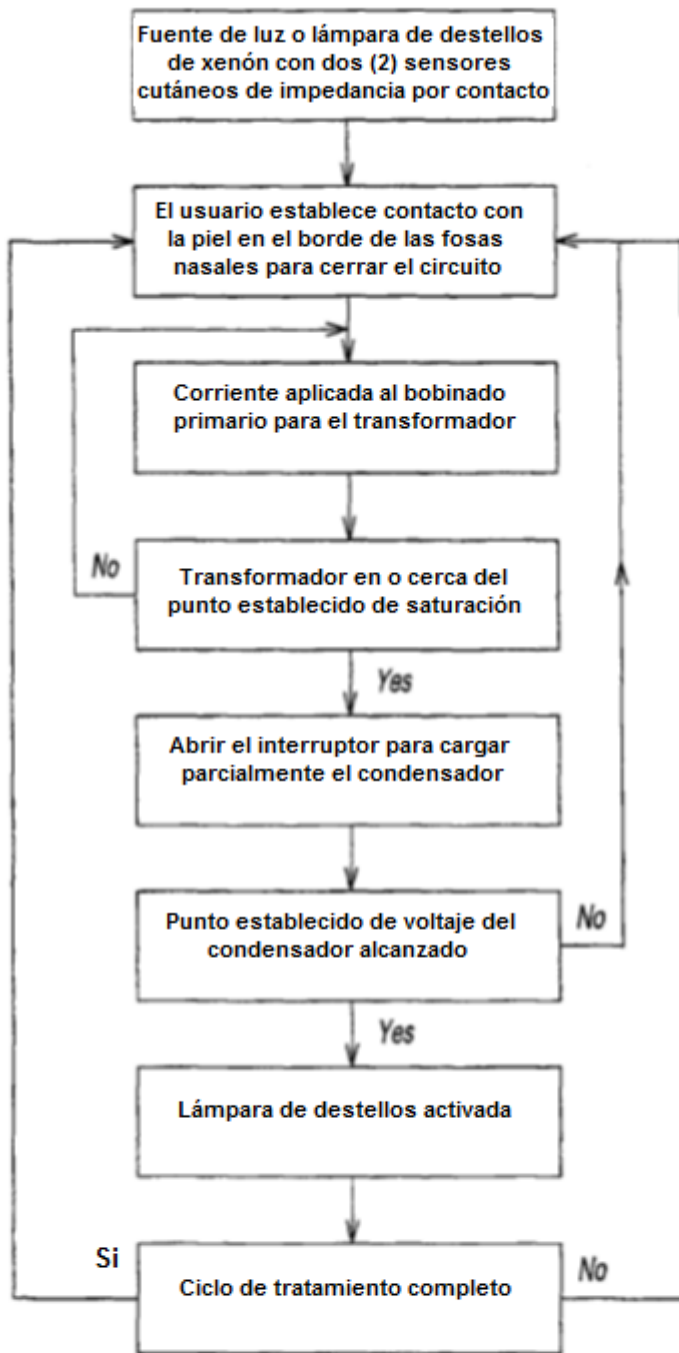 Fuente de luz o lámpara de destellos
de xenón con dos (2) sensores
cutáneos de impedancia por contacto
El usuario establece contacto con
la piel en el borde de las fosas
nasales para cerrar el circuito
Corriente aplicada al bobinado
primario para el transformador
No
Transformador en o cerca del
punto establecido de saturación
Yes
Abrir el interruptor para cargar
parcialmente el condensador
Punto establecido de voltaje del
condensador alcanzado
No
Yes
Lámpara de destellos activada
Si
Ciclo de tratamiento completo
No